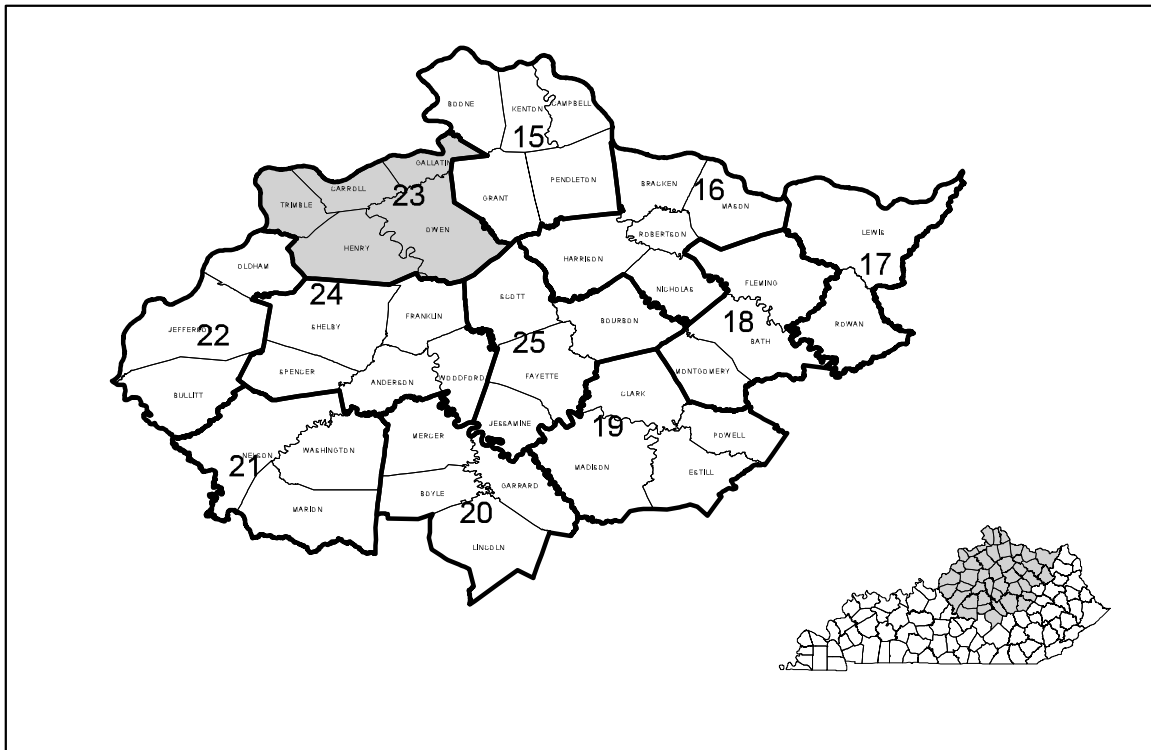 BOONE
KENTON
CAMPBELL
15
GALLATIN
CARROLL
23
TRIMBLE
GRANT
PENDLETON
BRACKEN
16
MASON
OWEN
HENRY
ROBERTSON
LEWIS
17
OLDHAM
HARRISON
FLEMING
24
SCOTT
NICHOLAS
18
JEFFERSON
22
SHELBY
FRANKLIN
BOURBON
ROWAN
BATH
25
SPENCER
ANDERSON
WOODFORD
FAYETTE
MONTGOMERY
BULLITT
CLARK
JESSAMINE
19
MERCER
POWELL
NELSON
21
WASHINGTON
MADISON
ESTILL
GARRARD
BOYLE
20
MARION
LINCOLN